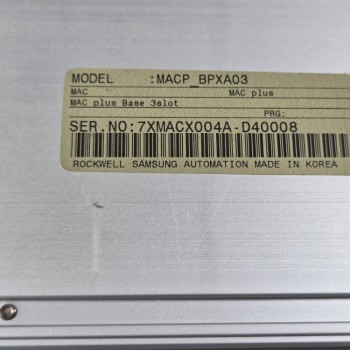 MODEL :MACP_BPXA03
MAC MAC plus
MAC plus Base 3slot
PRG:
SER.NO:7XMACX004A-D40008
ROCKWELL SAMSUNG AUTOMATION MADE IN KOREA